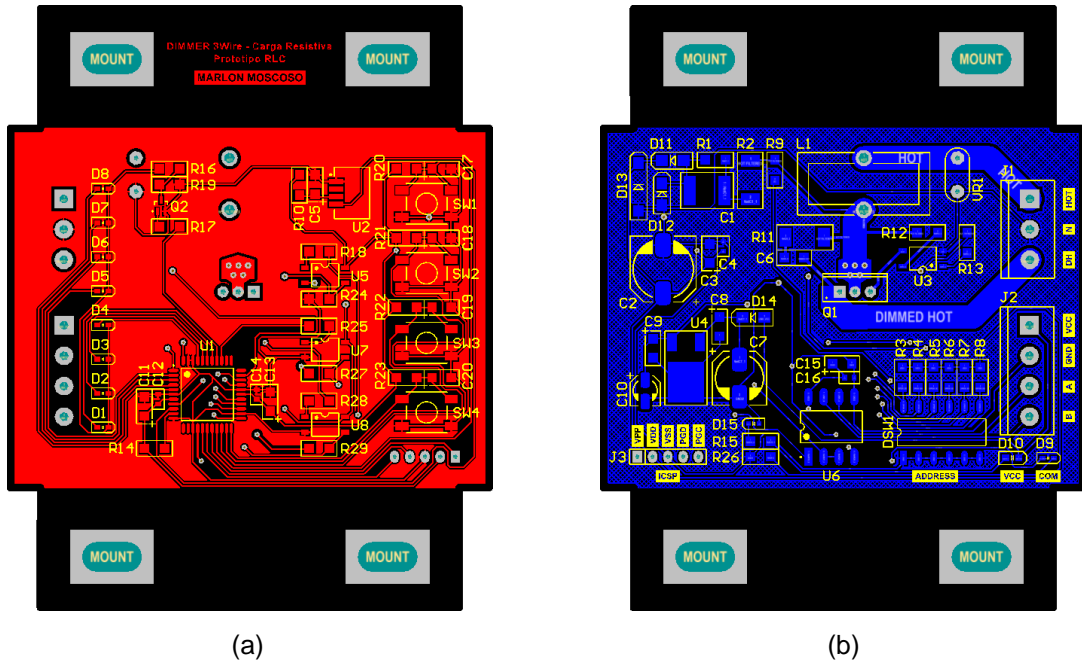 MOUNT
MOUNT
DIMMER 3Wire - Carga Resistiva
Prototipo RLC
MARLON MOSCOSO
D8
D7
D6
D5
D4
D3
D2
D1
R16
R19
Q2
R17
R10
C5
U2
R20
C17
SW1
R21
C18
R18
U5
SW2
R24
R22
C19
R25
U7
SW3
R27
R23
C20
R28
U8
SW4
R29
U1
C11
C12
C14
C13
R14
MOUNT
MOUNT
(a)
MOUNT
MOUNT
D11
R1
R2
R9
L1
HOT
J1
HOT
D13
D12
C1
VR1
HOT
N
DH
R11
C6
R12
U3
R13
C3
C4
C2
Q1
DIMMED HOT
J2
C8
D14
C9
U4
C7
C10
VCC
GND
A
B
R3
R4
R5
R6
R7
R8
C15
C16
D15
R15
R26
DSW1
U6
VPP
VDD
VSS
PGD
PGC
J3
ICSP
ADDRESS
D10
D9
VCC
COM
MOUNT
MOUNT
(b)